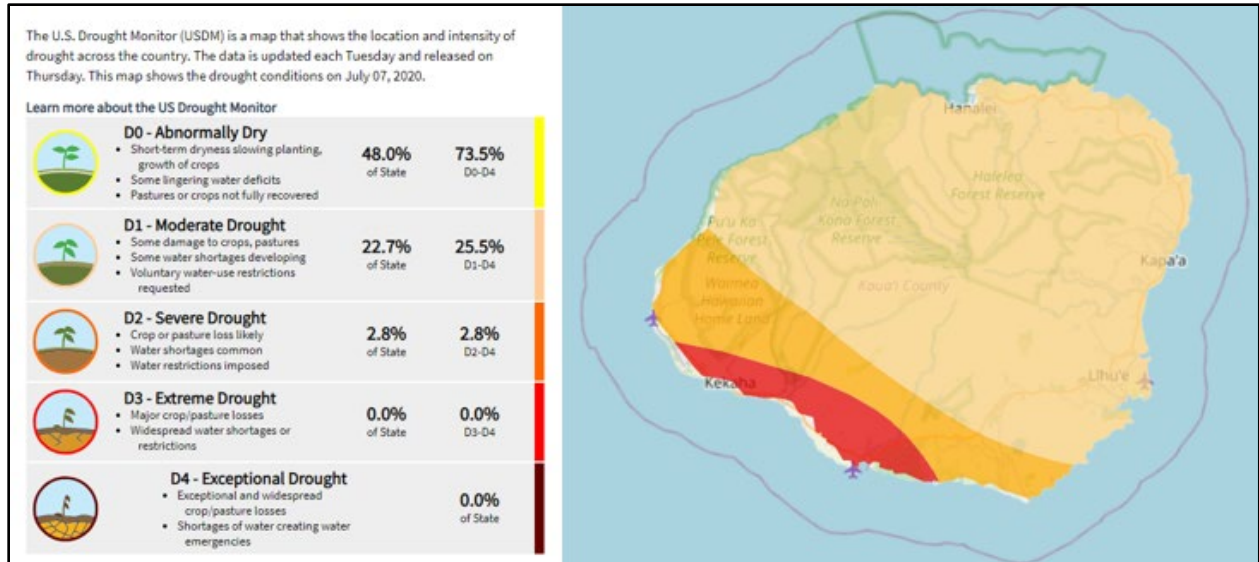 The U.S. Drought Monitor (USDM) is a map that shows the location and intensity of
drought across the country. The data is updated each Tuesday and released on
Thursday. This map shows the drought conditions on July 07, 2020.
Learn more about the US Drought Monitor
D0 - Abnormally Dry
• Short-term dryness slowing planting,
growth of crops
• Some lingering water deficits
• Pastures or crops not fully recovered
48.0%
of State
73.5%
D0-D4
D1 - Moderate Drought
• Some damage to crops, pastures
• Some water shortages developing
• Voluntary water-use restrictions
requested
22.7%
of State
25.5%
D1-D4
D2 - Severe Drought
• Crop or pasture loss likely
• Water shortages common
• Water restrictions imposed
2.8%
of State
2.8%
D2-D4
D3 - Extreme Drought
• Major crop/pasture losses
• Widespread water shortages or
restrictions
0.0%
of State
0.0%
D3-D4
D4 - Exceptional Drought
• Exceptional and widespread
crop/pasture losses
• Shortages of water creating water
emergencies
0.0%
of State
Hanalei
Halelea
Forest Reserve
Na Pali
Kona Forest
Reserve
Pu'u Ka
Pele Forest
Reserve
Kapa'a
Waimea
Hawaiian
Home Land
Kaua'i County
Kekaha
Līhu'e